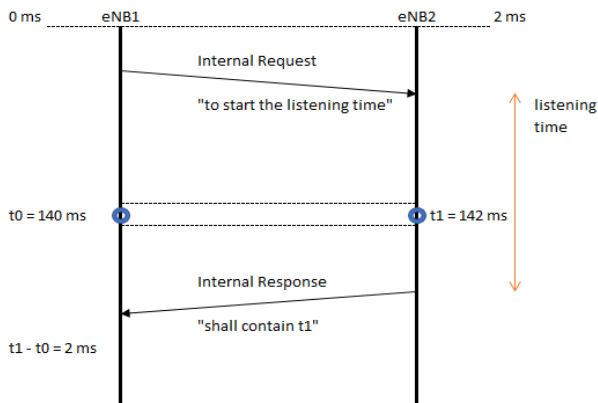 0 ms eNB1 eNB2 2 ms
Internal Request
"to start the listening time"
listening
time
t0 = 140 ms t1 = 142 ms
Internal Response
"shall contain t1"
t1 - t0 = 2 ms